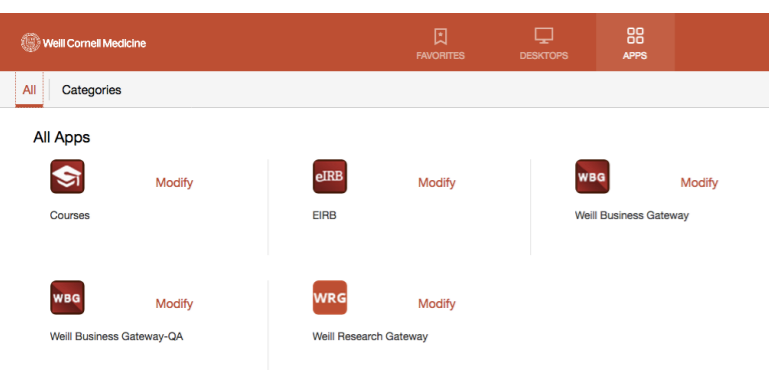 Weill Cornell Medicine
FAVORITES
DESKTOPS
APPS
All
Categories
All Apps
Modify
Courses
eIRB
Modify
EIRB
WBG
Modify
Weill Business Gateway
WBG
Modify
Weill Business Gateway-QA
WRG
Modify
Weill Research Gateway